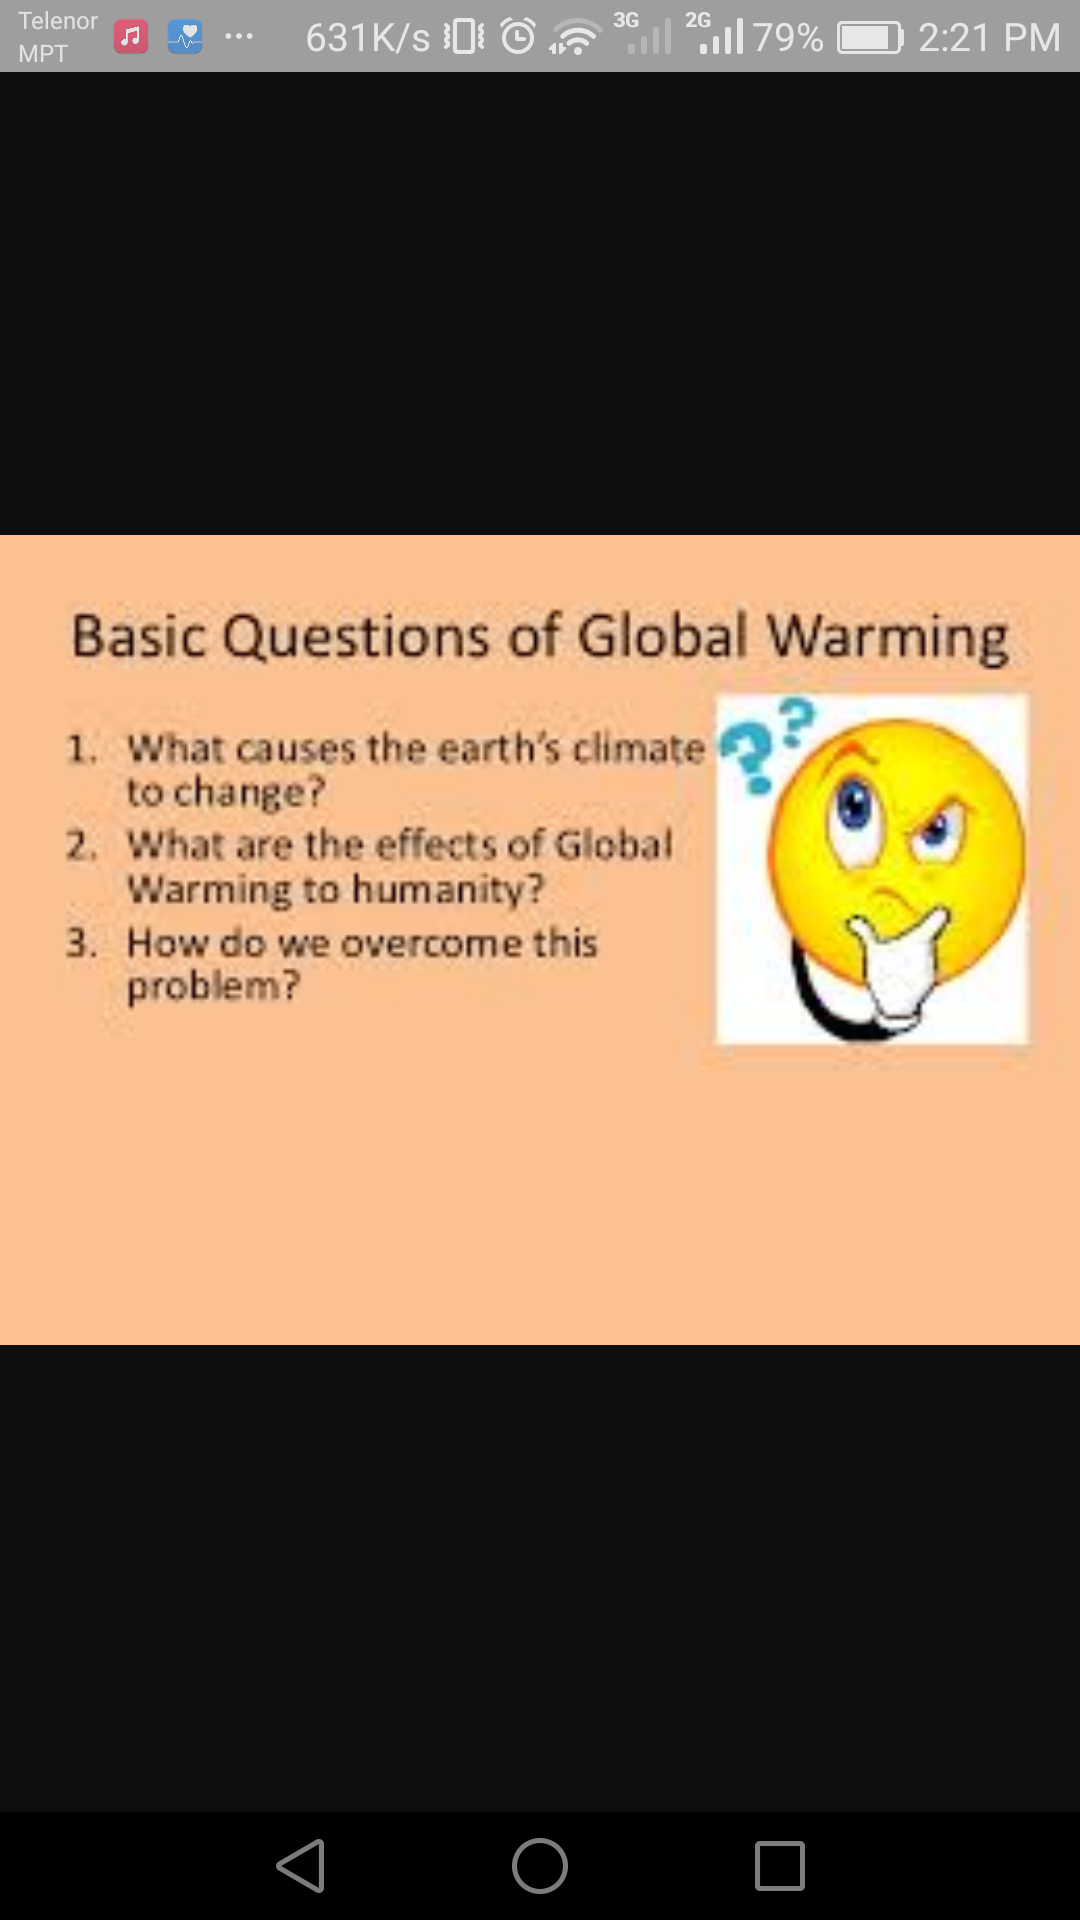 Telenor
MPT
631K/s
3G
2G
79%
2:21 PM
Basic Questions of Global Warming
1. What causes the earth's climate
to change?
2. What are the effects of Global
Warming to humanity?
3. How do we overcome this
problem?
? ?